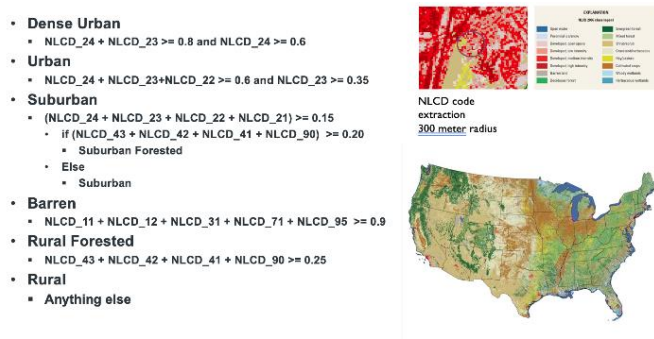 • Dense Urban
▪ NLCD_24 + NLCD_23 >= 0.8 and NLCD_24 >= 0.6
• Urban
▪ NLCD_24 + NLCD_23+NLCD_22 >= 0.6 and NLCD_23 >= 0.35
• Suburban
▪ (NLCD_24 + NLCD_23 + NLCD_22 + NLCD_21) >= 0.15
• if (NLCD_43 + NLCD_42 + NLCD_41 + NLCD_90) >= 0.20
▪ Suburban Forested
• Else
▪ Suburban
• Barren
▪ NLCD_11 + NLCD_12 + NLCD_31 + NLCD_71 + NLCD_95 >= 0.9
• Rural Forested
▪ NLCD_43 + NLCD_42 + NLCD_41 + NLCD_90 >= 0.25
• Rural
▪ Anything else
EXPLANATION
NLCD code
extraction
300 meter radius